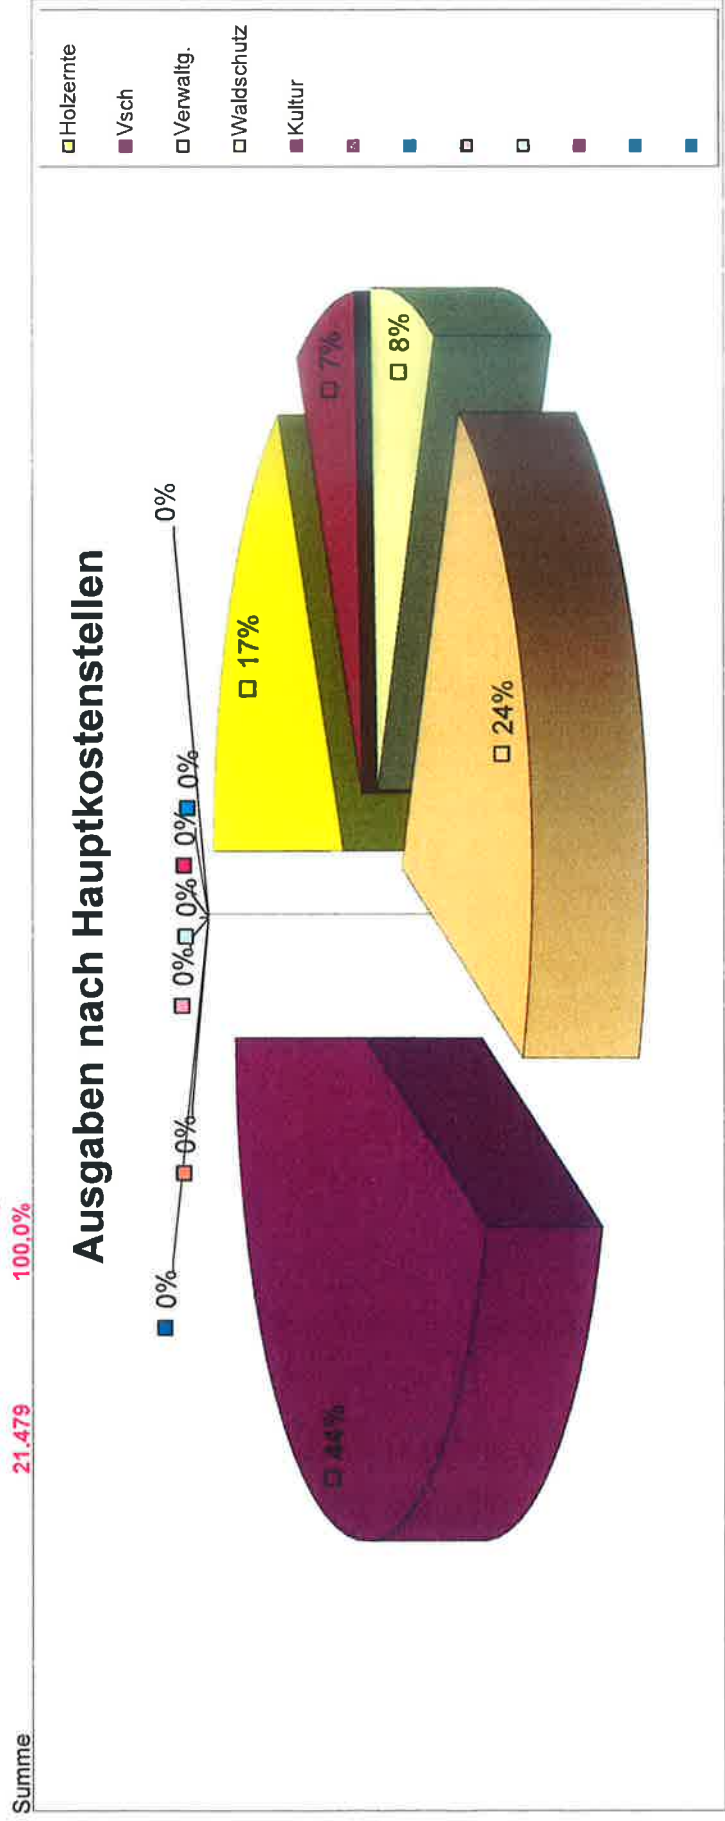 Summe 21.479 100,0%
Ausgaben nach Hauptkostenstellen
0%
0%
0%
0%
0%
0%
0%
17%
7%
8%
24%
44%
Holzernte
Vsch
Verwaltg.
Waldschutz
Kultur